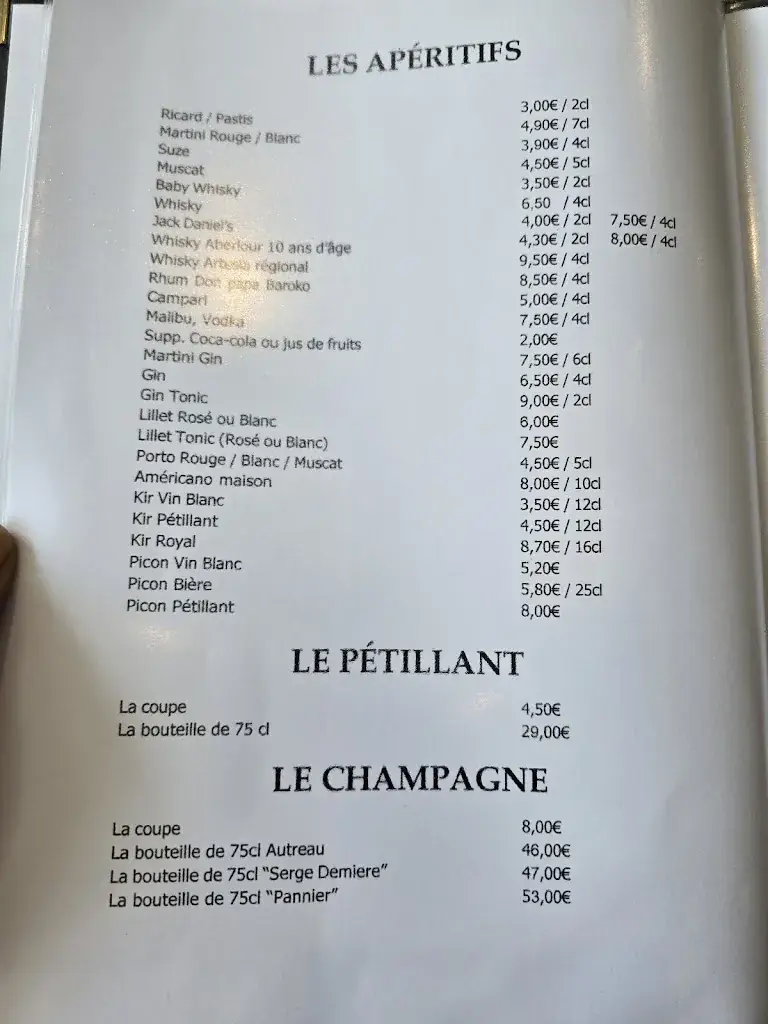 LES APÉRITIFS
Ricard / Pastis 3,00€ / 2cl
Martini Rouge / Blanc 4,90€ / 7cl
Suze 3,90€ / 4cl
Muscat 4,50€ / 5cl
Baby Whisky 3,50€ / 2cl
Whisky 6,50 / 4cl
Jack Daniel's 4,00€ / 2cl 7,50€ / 4cl
Whisky Aberlour 10 ans d'âge 4,30€ / 2cl 8,00€ / 4cl
Whisky Artesia régional 9,50€ / 4cl
Rhum Don papa Baroko 8,50€ / 4cl
Campari 5,00€ / 4cl
Malibu, Vodka 7,50€ / 4cl
Supp. Coca-cola ou jus de fruits 2,00€
Martini Gin 7,50€ / 6cl
Gin 6,50€ / 4cl
Gin Tonic 9,00€ / 2cl
Lillet Rosé ou Blanc 6,00€
Lillet Tonic (Rosé ou Blanc) 7,50€
Porto Rouge / Blanc / Muscat 4,50€ / 5cl
Américano maison 8,00€ / 10cl
Kir Vin Blanc 3,50€ / 12cl
Kir Pétillant 4,50€ / 12cl
Kir Royal 8,70€ / 16cl
Picon Vin Blanc 5,20€
Picon Bière 5,80€ / 25cl
Picon Pétillant 8,00€
LE PÉTILLANT
La coupe 4,50€
La bouteille de 75 cl 29,00€
LE CHAMPAGNE
La coupe 8,00€
La bouteille de 75cl Autreau 46,00€
La bouteille de 75cl "Serge Demiere" 47,00€
La bouteille de 75cl "Pannier" 53,00€